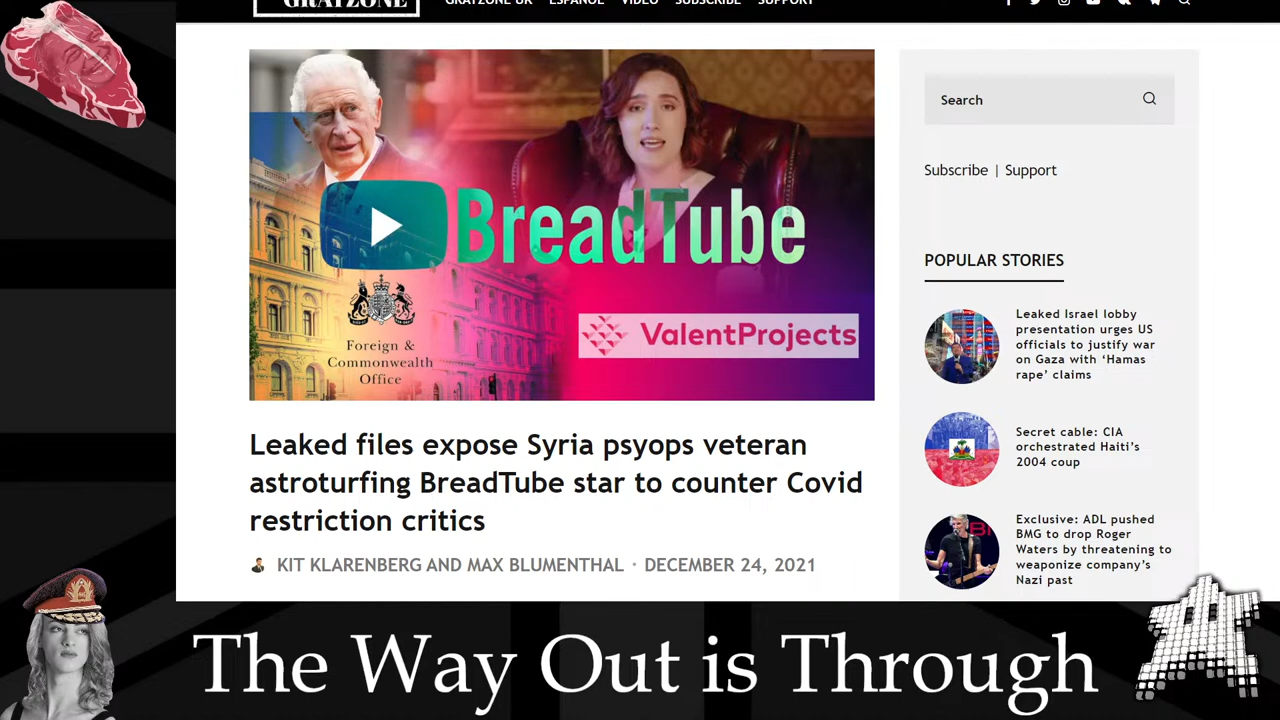 GRAYZONE
GRAYZONE UK ESPAÑOL VIDEO SUBSCRIBE SUPPORT
BreadTube
Foreign &
Commonwealth
Office
ValentProjects
Leaked files expose Syria psyops veteran
astroturfing BreadTube star to counter Covid
restriction critics
KIT KLARENBERG AND MAX BLUMENTHAL · DECEMBER 24, 2021
Search
Subscribe | Support
POPULAR STORIES
Leaked Israel lobby
presentation urges US
officials to justify war
on Gaza with ‘Hamas
rape’ claims
Secret cable: CIA
orchestrated Haiti’s
2004 coup
Exclusive: ADL pushed
BMG to drop Roger
Waters by threatening to
weaponize company’s
Nazi past
The Way Out is Through